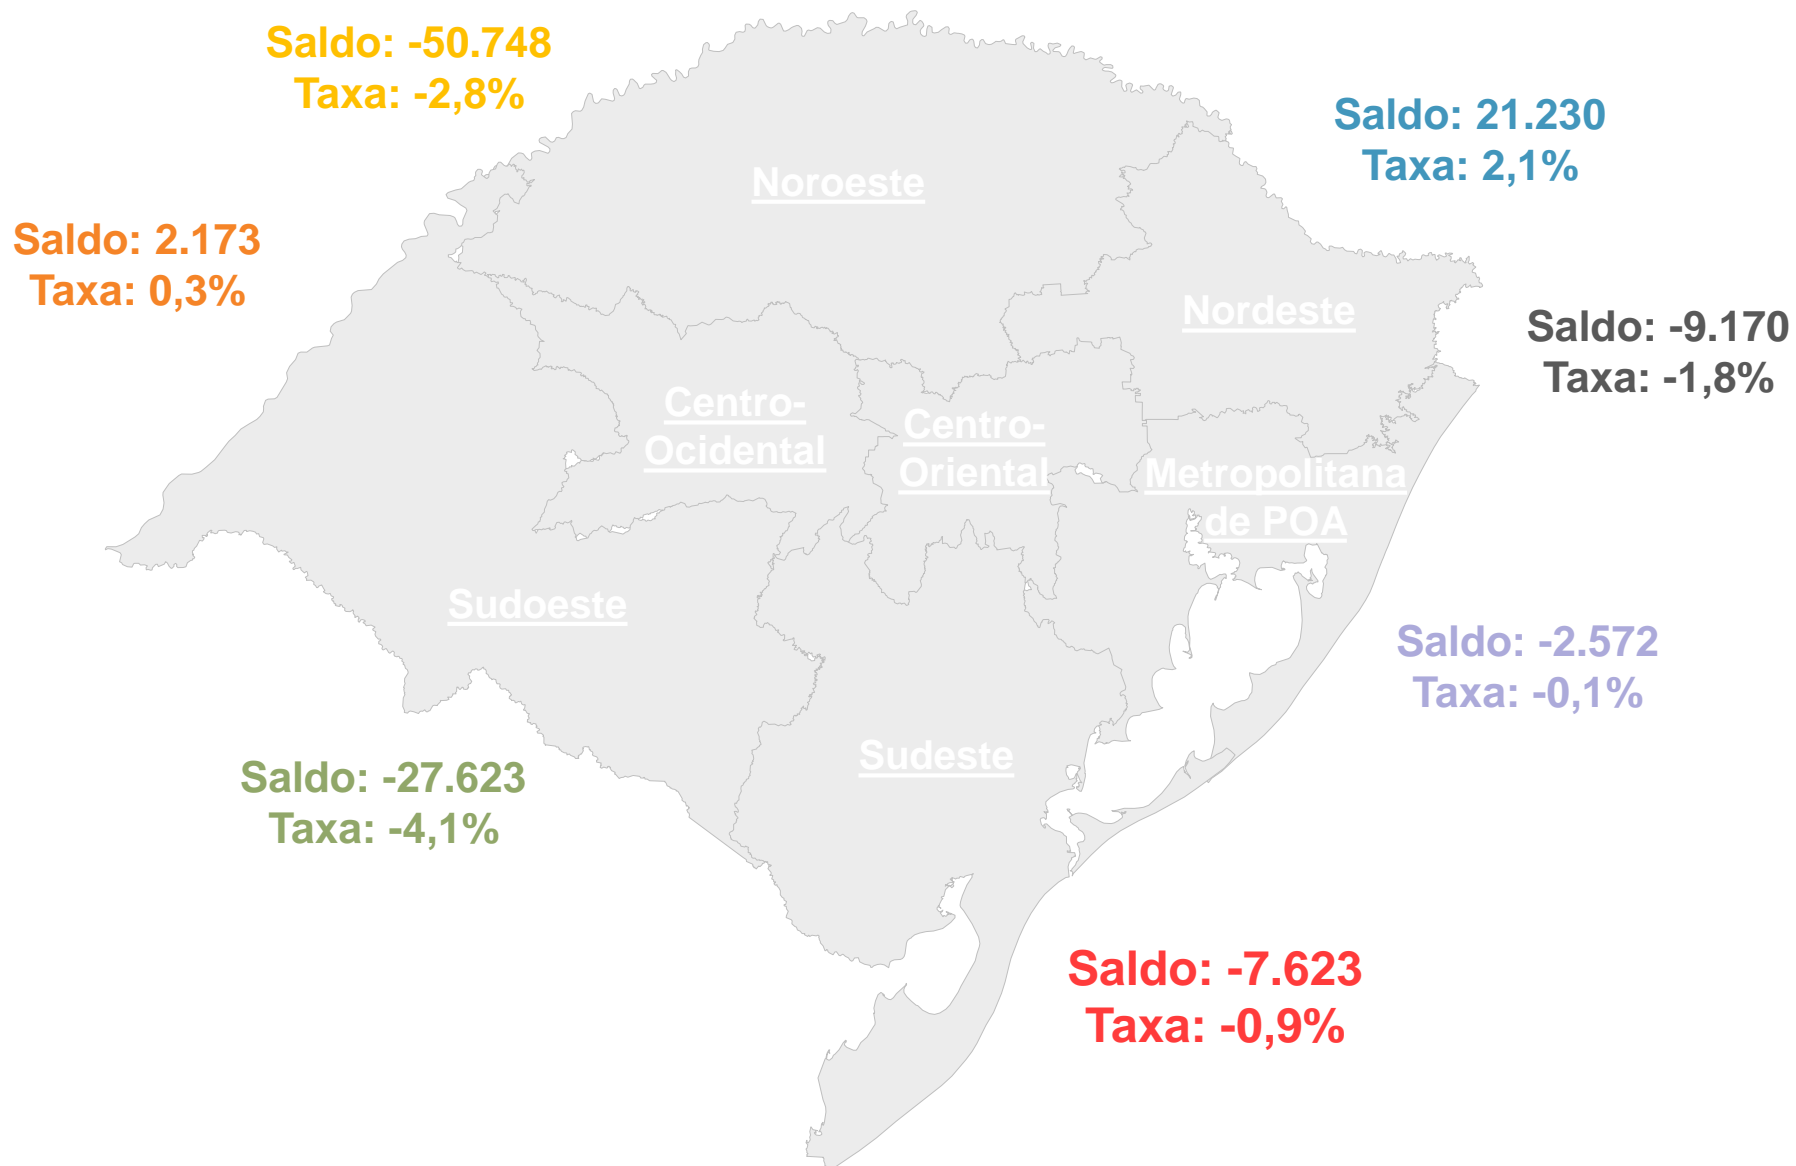 Saldo: -50.748
Taxa: -2,8%
Saldo: 21.230
Taxa: 2,1%
Noroeste
Saldo: 2.173
Taxa: 0,3%
Nordeste
Saldo: -9.170
Taxa: -1,8%
Centro-
Ocidental
Centro-
Oriental
Metropolitana
de POA
Sudoeste
Saldo: -2.572
Taxa: -0,1%
Sudeste
Saldo: -27.623
Taxa: -4,1%
Saldo: -7.623
Taxa: -0,9%